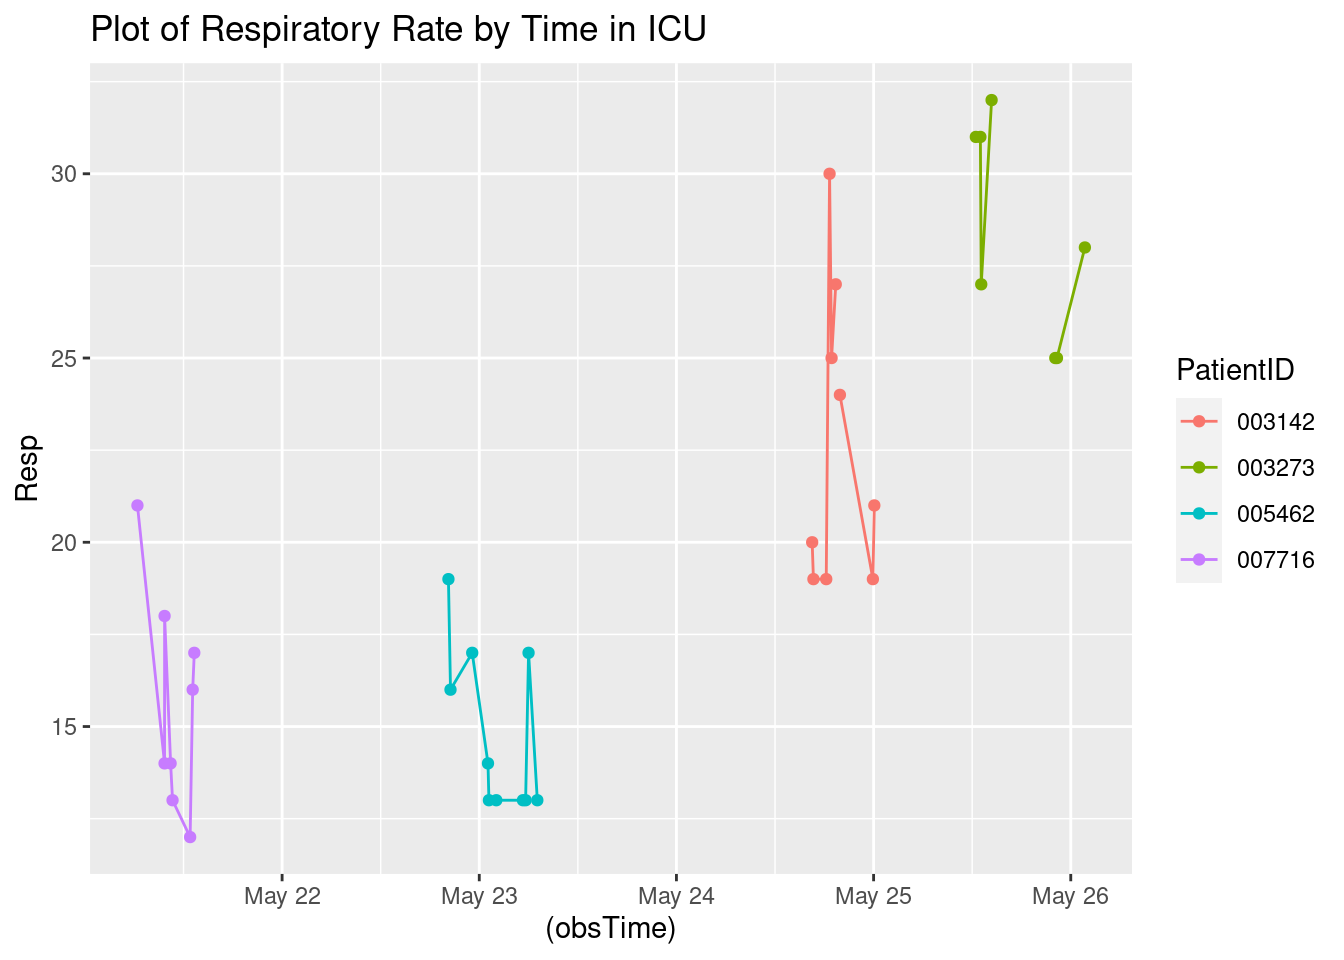 Plot of Respiratory Rate by Time in ICU
30
25
20
15
Resp
May 22
May 23
May 24
May 25
May 26
(obsTime)
PatientID
003142
003273
005462
007716